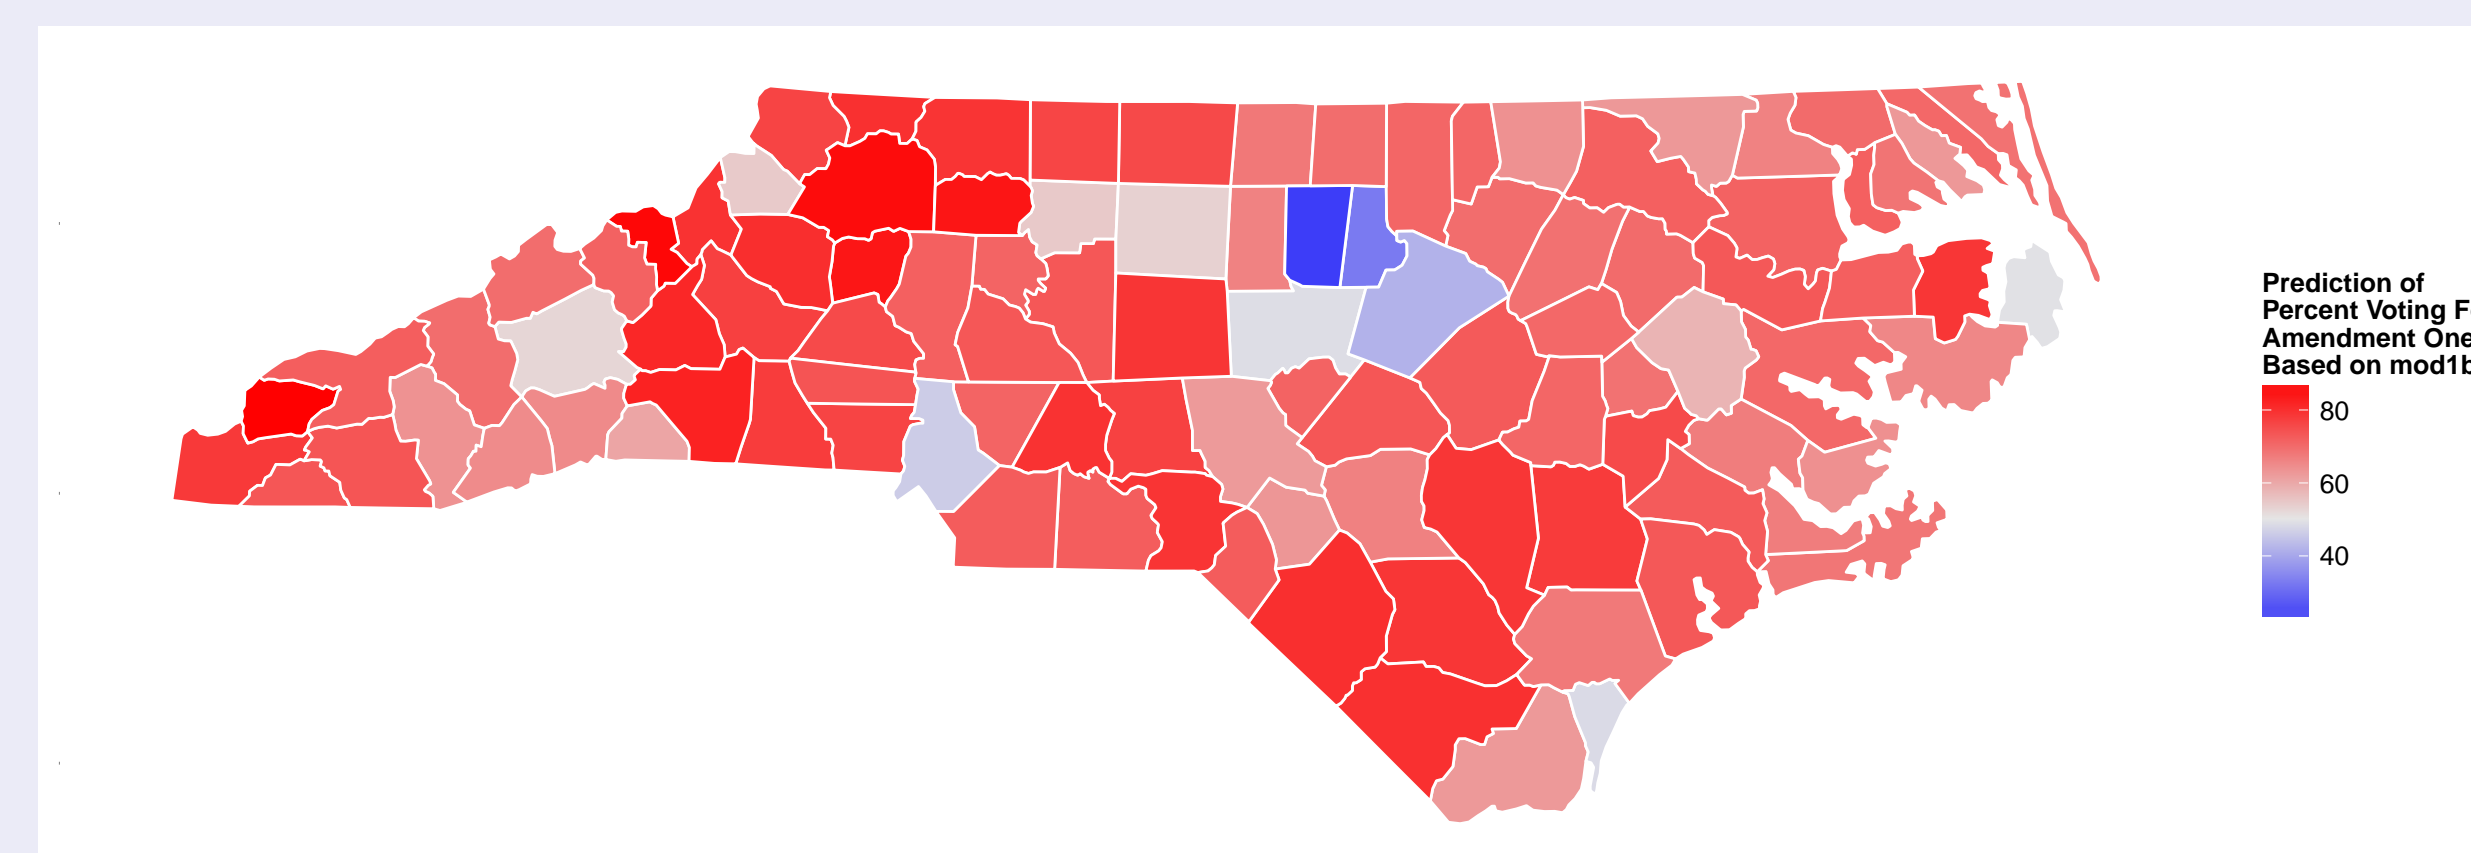 Prediction of
Percent Voting F
Amendment One
Based on mod1b
80
60
40